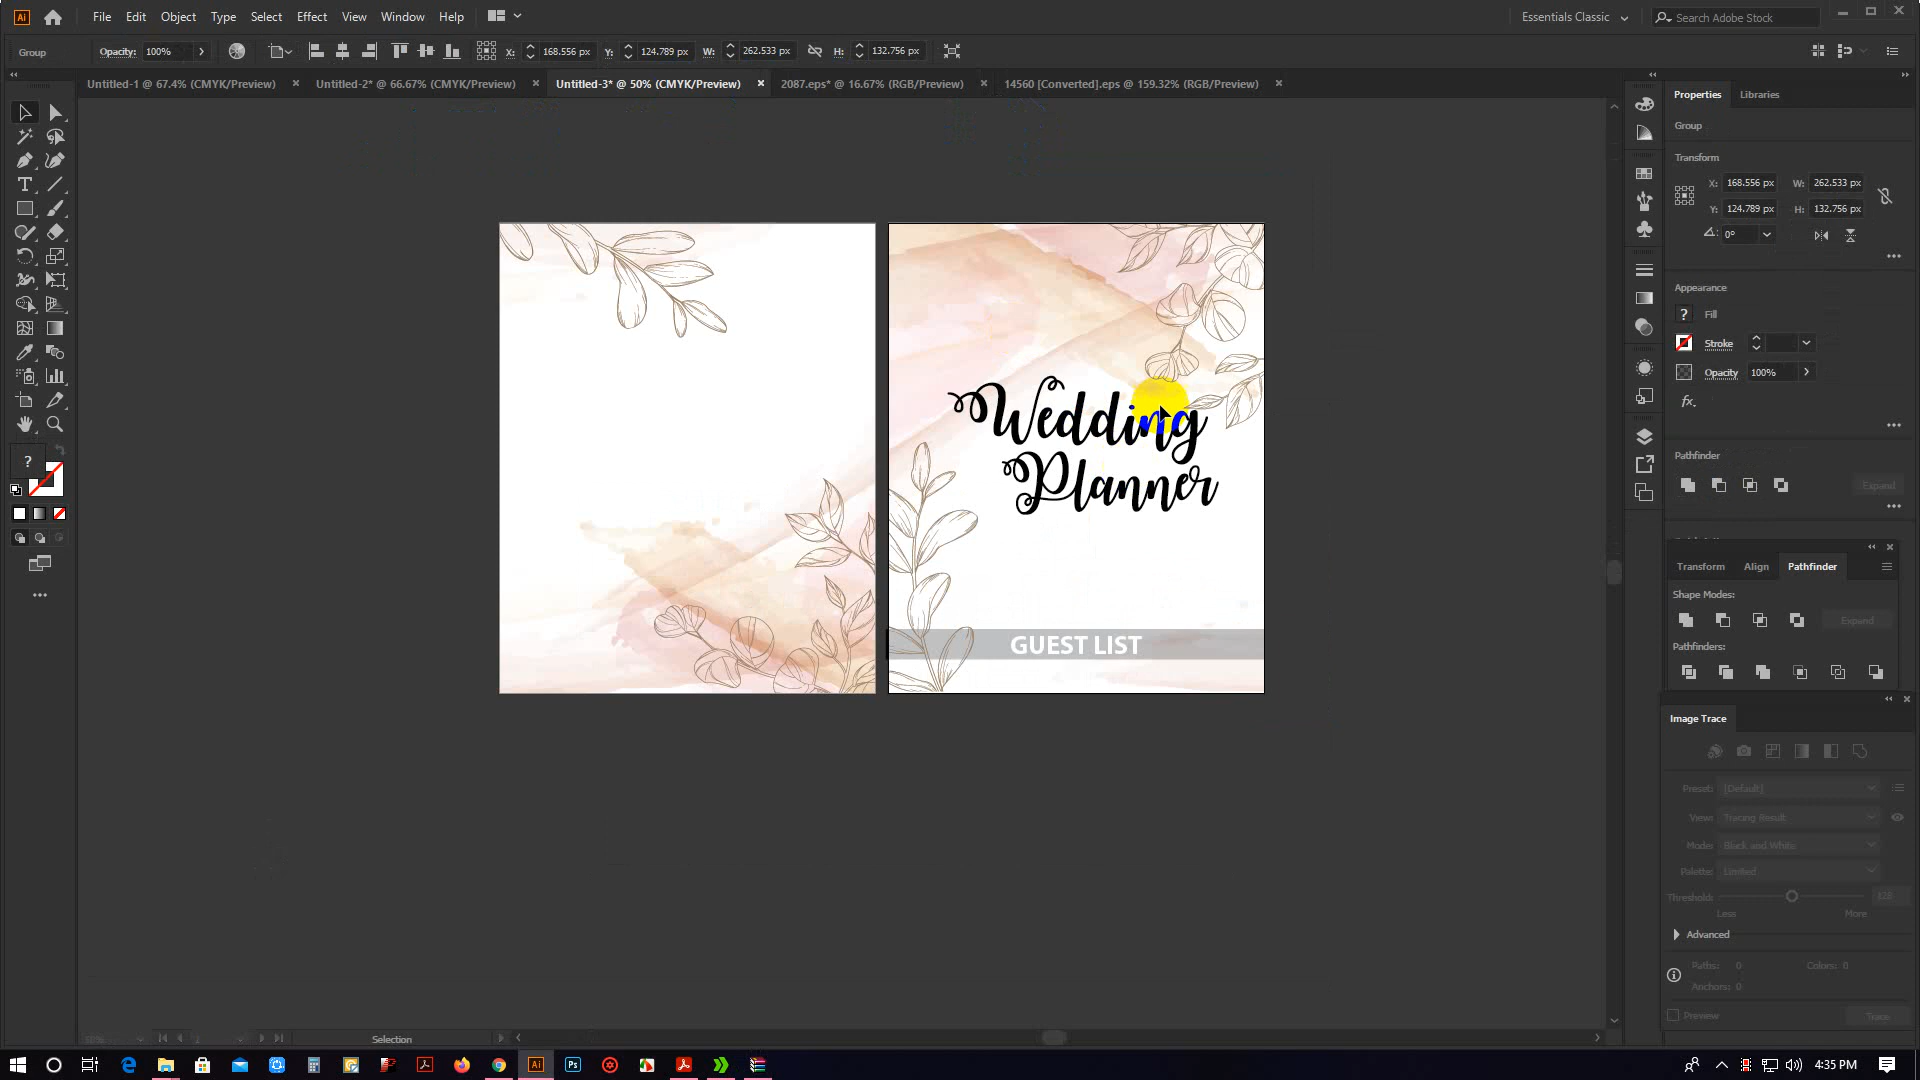 Ai File Edit Object Type Select Effect View Window Help Essentials Classic Search Adobe Stock
Group Opacity: 100% X: 168.556 px Y: 124.789 px W: 262.533 px H: 132.756 px
Untitled-1 @ 67.4% (CMYK/Preview) × Untitled-2* @ 66.67% (CMYK/Preview) × Untitled-3* @ 50% (CMYK/Preview) × 2087.eps* @ 16.67% (RGB/Preview) × 14560 [Converted].eps @ 159.32% (RGB/Preview) ×
Properties Libraries
Group
Transform
X: 168.556 px W: 262.533 px
Y: 124.789 px H: 132.756 px
0°
Appearance
? Fill
Stroke
Opacity 100%
fx
Pathfinder
Expand
Transform Align Pathfinder
Shape Modes:
Expand
Pathfinders:
Image Trace
Preset: [Default]
View: Tracing Result
Mode: Black and White
Palette: Limited
Threshold: 128
Less More
Advanced
Paths: 0 Colors: 0
Anchors: 0
Preview Trace
Wedding
Planner
GUEST LIST
?
Selection
Ai Ps 4:35 PM